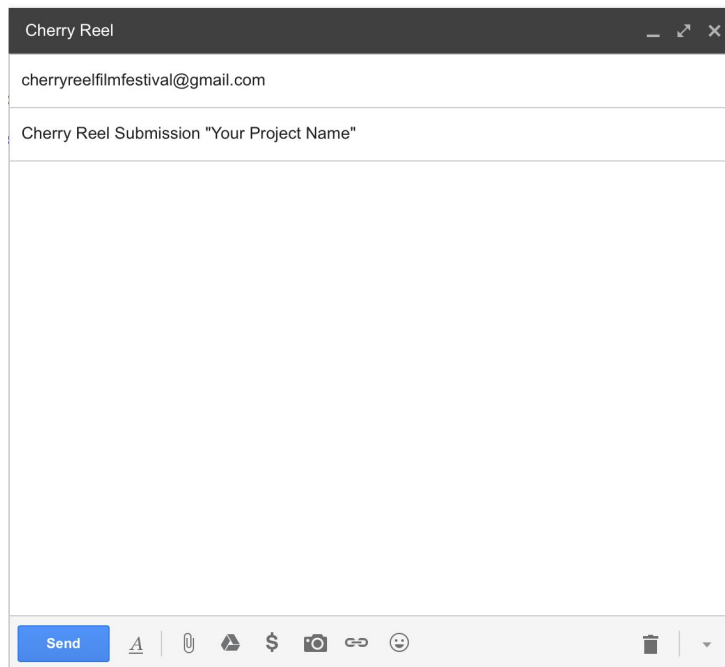 Cherry Reel
cherryreelfilmfestival@gmail.com
Cherry Reel Submission "Your Project Name"
Send A $